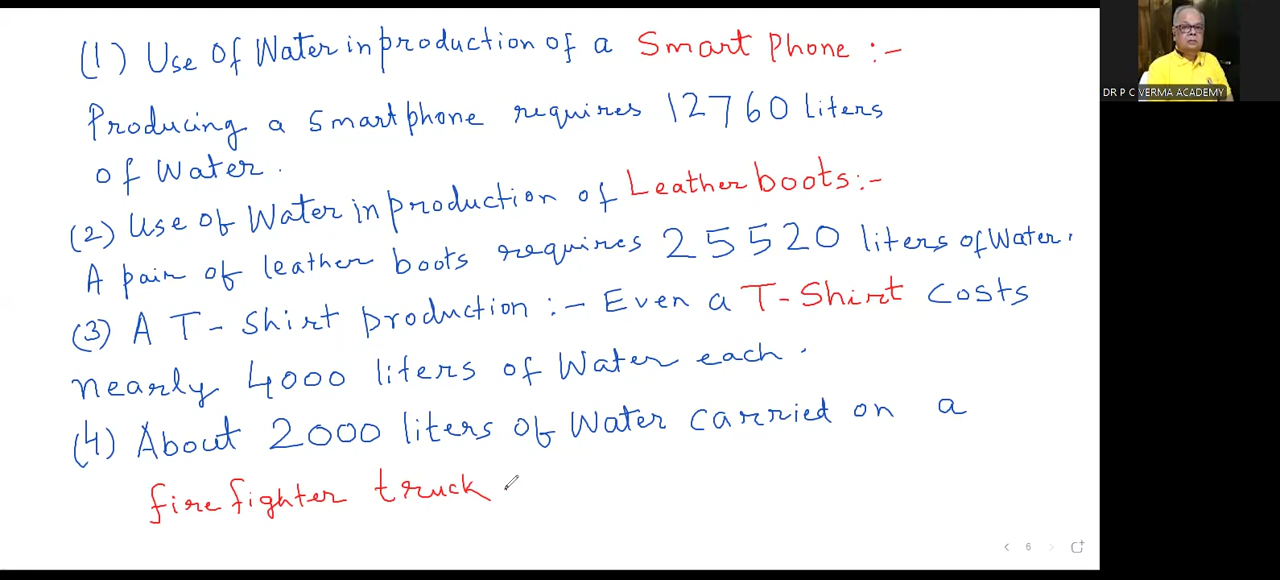 (1) Use Of Water in production of a Smart Phone :-
Producing a smart phone requires 12760 liters
of Water.
(2) Use of Water in production of Leather boots:-
A pair of leather boots requires 25520 liters of Water.
(3) A T-Shirt production :- Even a T-Shirt costs
nearly 4000 liters of Water each.
(4) About 2000 liters of Water carried on a
fire fighter truck
6
DR P C VERMA ACADEMY